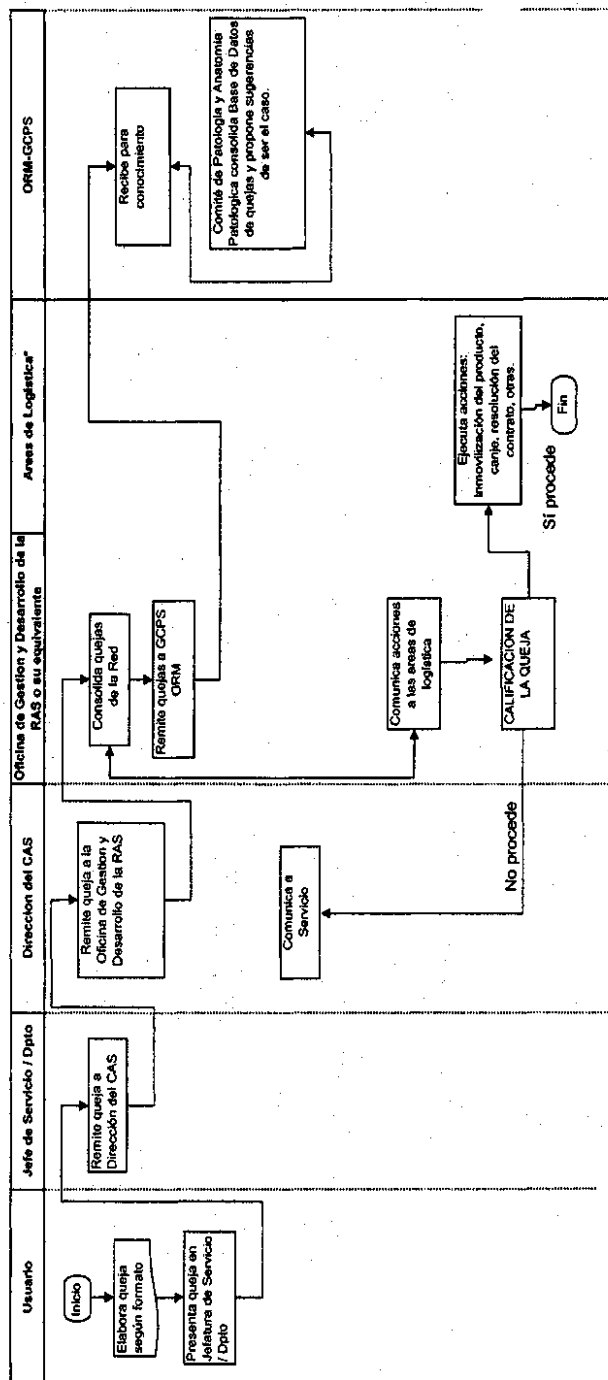 Usuario
Jefe de Servicio / Dpto
Direccion del CAS
Oficina de Gestion y Desarrollo de la
RAS o su equivalente
Areas de Logística*
ORM-GCPS
Inicio
Elabora queja
según formato
Presenta queja en
Jefatura de Servicio
/ Dpto
Remite queja a
Dirección del CAS
Remite queja a la
Oficina de Gestion y
Desarrollo de la RAS
Comunica a
Servicio
No procede
Consolida quejas
de la Red
Remite quejas a GCPS
ORM
Comunica acciones
a las areas de
logística
CALIFICACION DE
LA QUEJA
Sí procede
Ejecuta acciones:
Inmovilización del producto,
canje, resolución del
contrato, otras.
Fin
Recibe para
conocimiento
Comité de Patología y Anatomia
Patologica consolida Base de Datos
de quejas y propone sugerencias
de ser el caso.